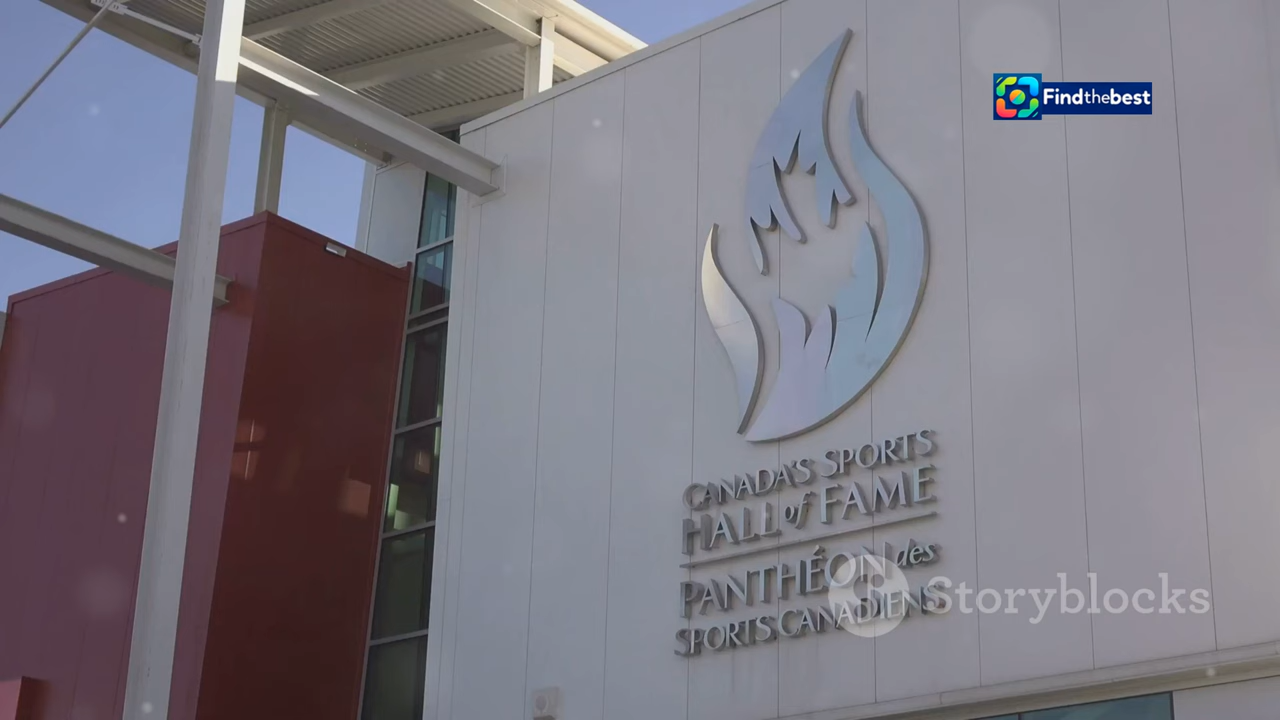 Findthebest
CANADA'S SPORTS
HALL of FAME
PANTHÉON des
SPORTS CANADIENS
Storyblocks